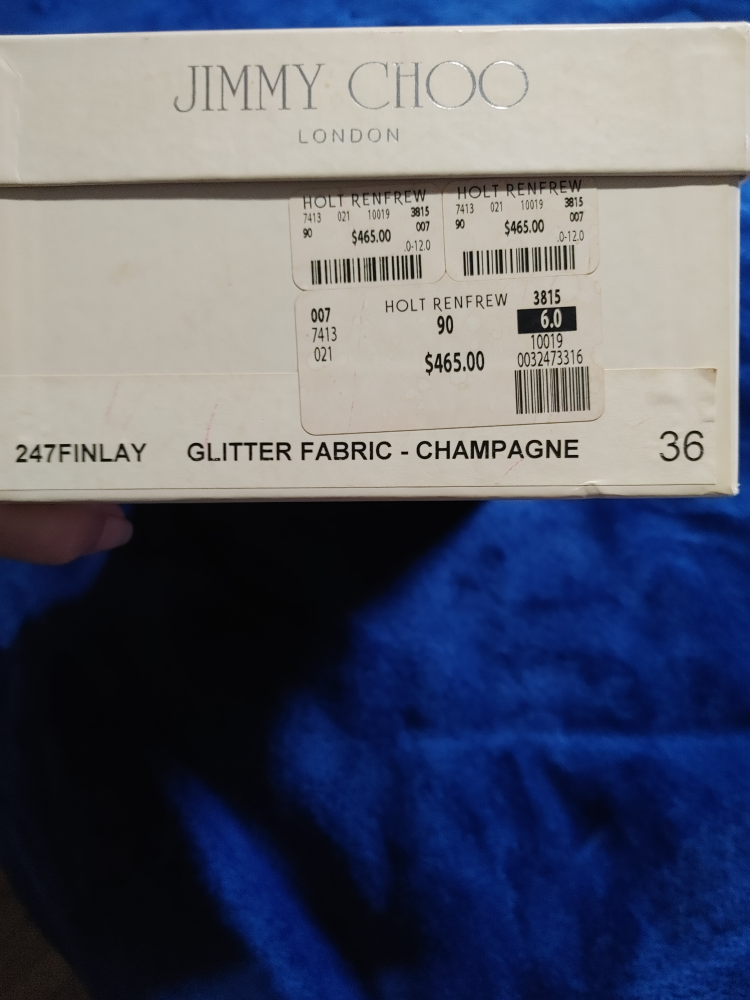 JIMMY CHOO
LONDON
HOLT RENFREW
7413 021 10019 3815
90 $465.00 007
.0-12.0
HOLT RENFREW
7413 021 10019 3815
90 $465.00 007
.0-12.0
007 HOLT RENFREW 3815
7413 90 6.0
021 10019
$465.00 0032473316
247FINLAY GLITTER FABRIC - CHAMPAGNE 36